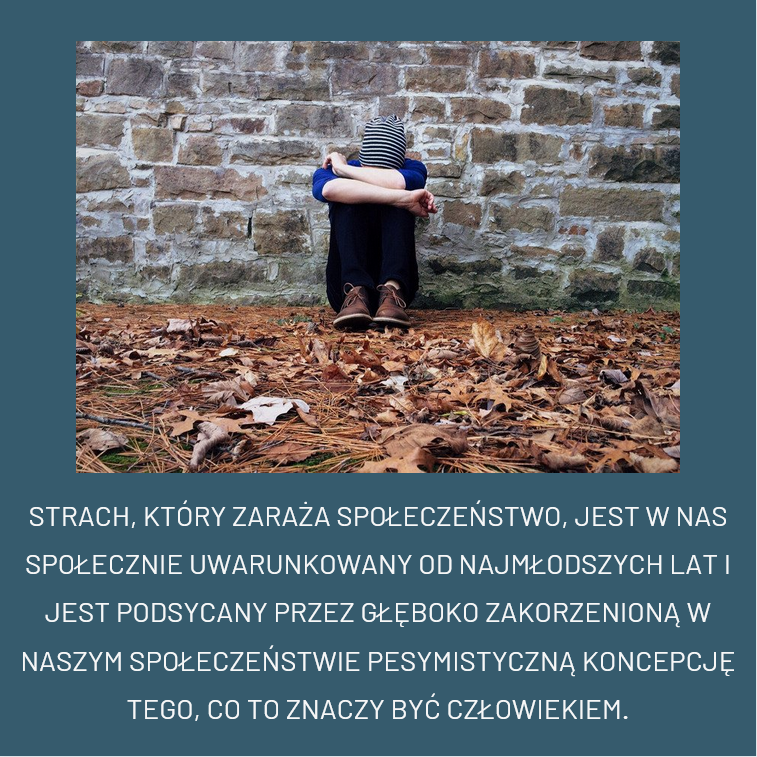 STRACH, KTÓRY ZARAŻA SPOŁECZEŃSTWO, JEST W NAS
SPOŁECZNIE UWARUNKOWANY OD NAJMŁODSZYCH LAT I
JEST PODSYCANY PRZEZ GŁĘBOKO ZAKORZENIONĄ W
NASZYM SPOŁECZEŃSTWIE PESYMISTYCZNĄ KONCEPCJĘ
TEGO, CO TO ZNACZY BYĆ CZŁOWIEKIEM.